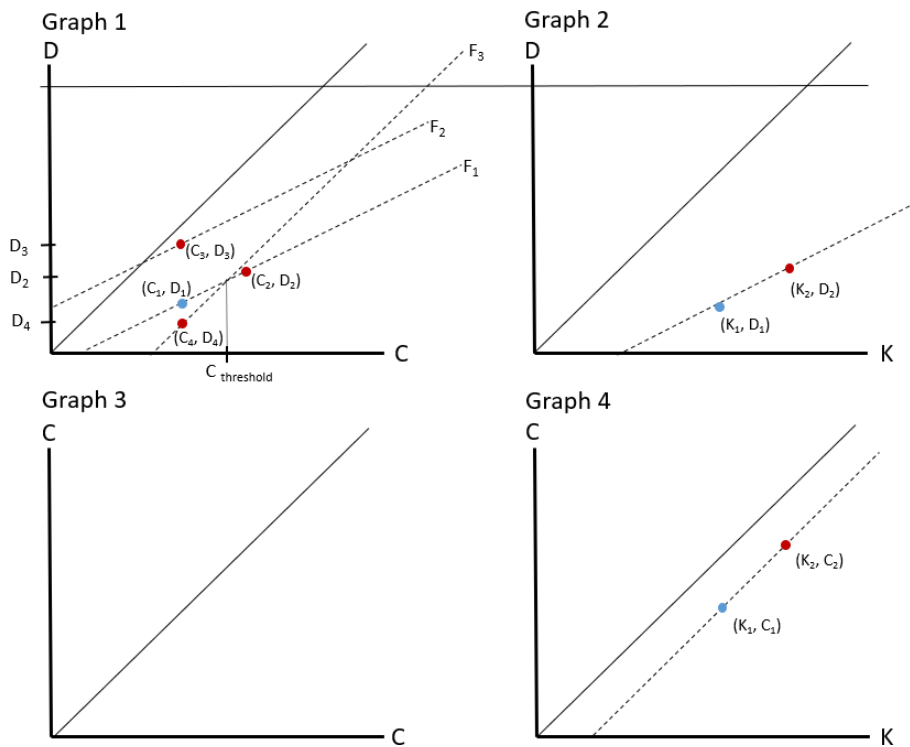 Graph 1
D
F3
F2
F1
D3
D2
D4
(C3, D3)
(C1, D1)
(C2, D2)
(C4, D4)
C
C threshold
Graph 2
D
(K2, D2)
(K1, D1)
K
Graph 3
C
C
Graph 4
C
(K2, C2)
(K1, C1)
K